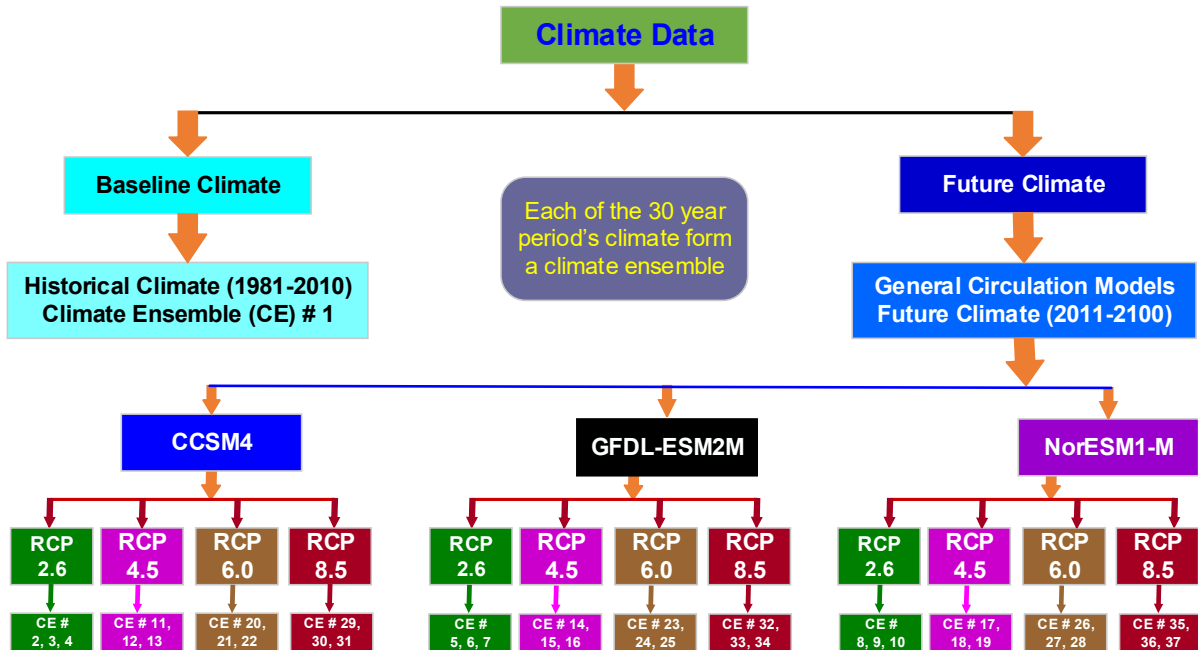 Climate Data
Baseline Climate
Each of the 30 year
period's climate form
a climate ensemble
Future Climate
Historical Climate (1981-2010)
Climate Ensemble (CE) # 1
General Circulation Models
Future Climate (2011-2100)
CCSM4
GFDL-ESM2M
NorESM1-M
RCP
2.6
RCP
4.5
RCP
6.0
RCP
8.5
RCP
2.6
RCP
4.5
RCP
6.0
RCP
8.5
RCP
2.6
RCP
4.5
RCP
6.0
RCP
8.5
CE #
2, 3, 4
CE # 11,
12, 13
CE # 20,
21, 22
CE # 29,
30, 31
CE #
5, 6, 7
CE # 14,
15, 16
CE # 23,
24, 25
CE # 32,
33, 34
CE #
8, 9, 10
CE # 17,
18, 19
CE # 26,
27, 28
CE # 35,
36, 37